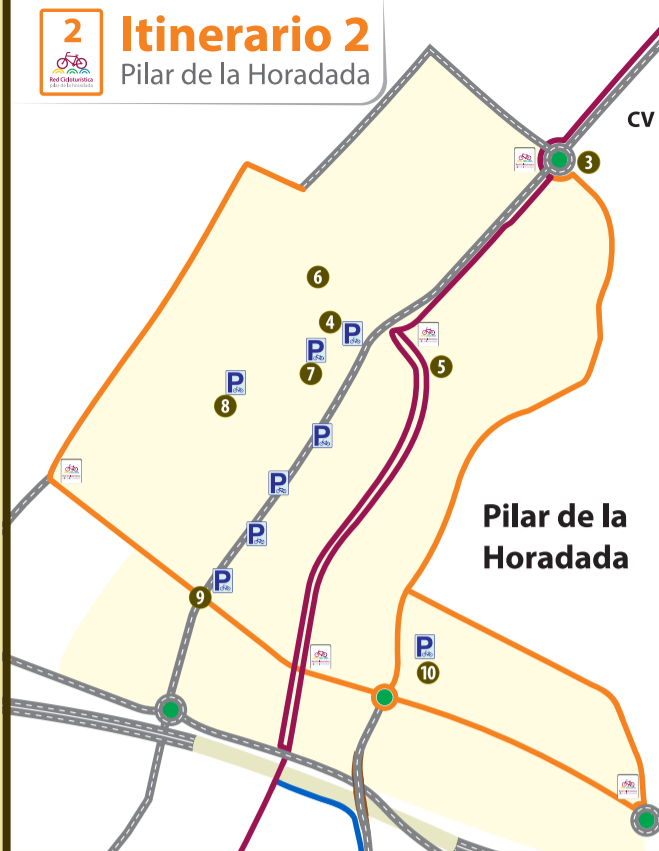 2
Red Cicloturística
pilar de la horadada
Itinerario 2
Pilar de la Horadada
CV
3
6
4
P
P
7
5
P
8
P
P
P
P
9
Pilar de la
Horadada
P
10